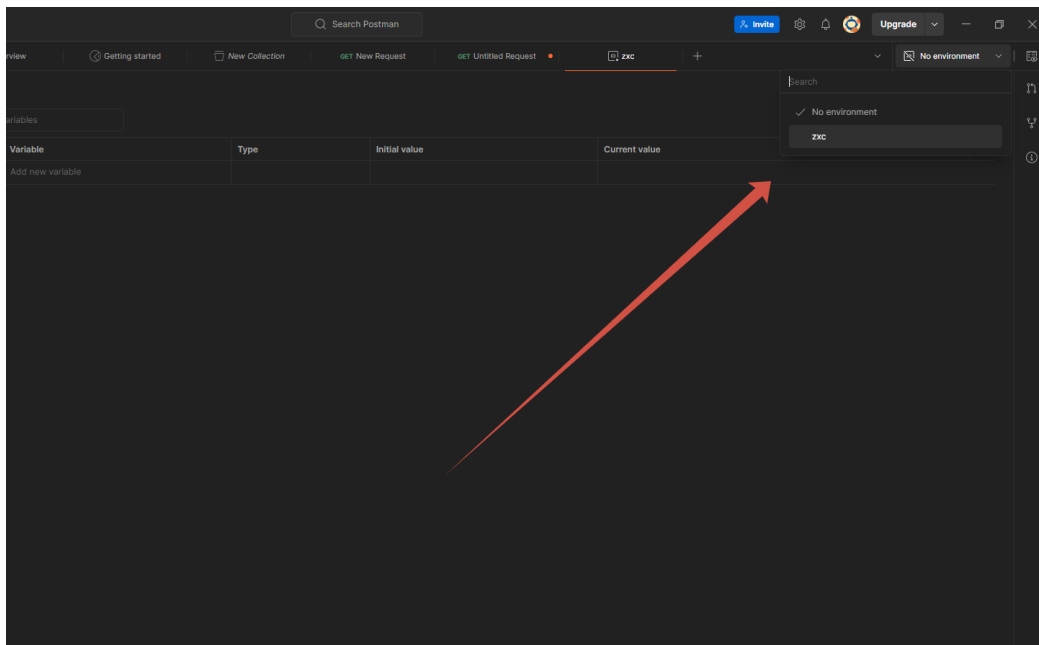 Search Postman
Invite
Upgrade
rview
Getting started
New Collection
GET New Request
GET Untitled Request
zxc
No environment
Search
No environment
zxc
ariables
Variable Type Initial value Current value
Add new variable